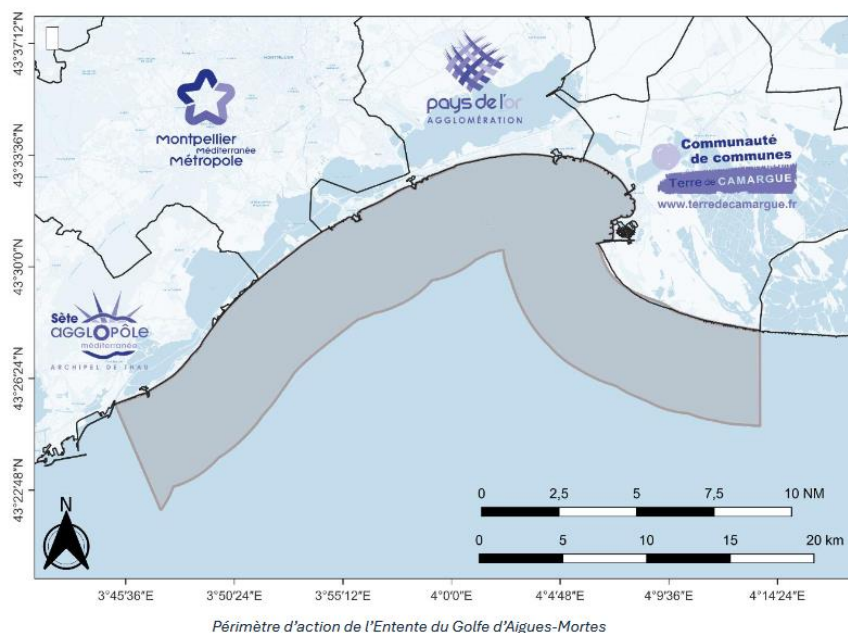 43°37'12"N
43°33'36"N
43°30'0"N
43°26'24"N
43°22'48"N
Montpellier
Méditerranée
Métropole
pays de l'or
AGGLOMÉRATION
Communauté
de communes
Terre de CAMARGUE
www.terredecamargue.fr
Sète
AGGLOPÔLE
méditerranée
ARCHIPEL DE THAU
N
0 2,5 5 7,5 10 NM
0 5 10 15 20 km
3°45'36"E 3°50'24"E 3°55'12"E 4°0'0"E 4°4'48"E 4°9'36"E 4°14'24"E
Périmètre d'action de l'Entente du Golfe d'Aigues-Mortes